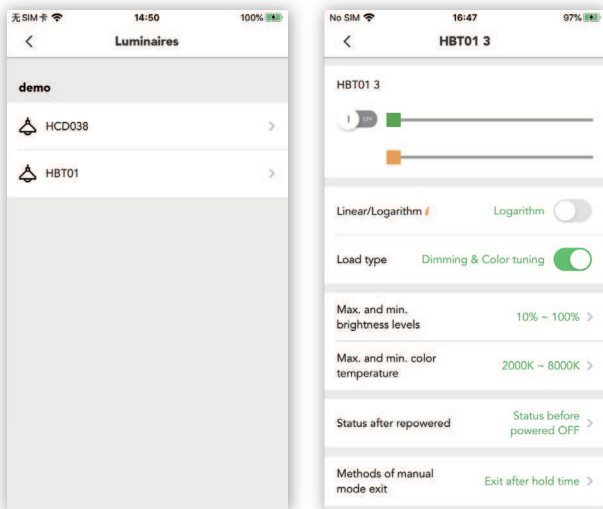 无SIM卡 14:50 100%
Luminaires
demo
HCD038
HBT01
No SIM 16:47 97%
HBT01 3
HBT01 3
I OFF
Linear/Logarithm i Logarithm
Load type Dimming & Color tuning
Max. and min.
brightness levels 10% ~ 100%
Max. and min. color
temperature 2000K ~ 8000K
Status after repowered Status before
powered OFF
Methods of manual
mode exit Exit after hold time